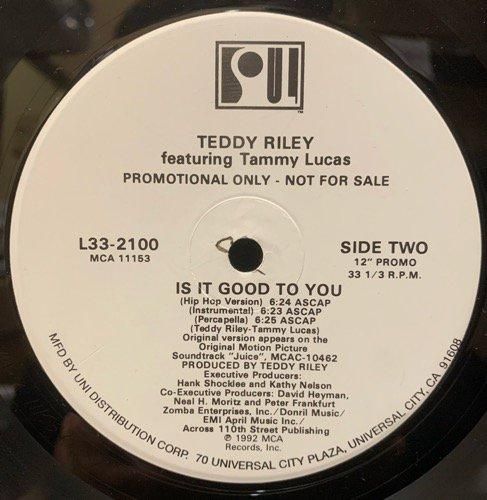 SOUL
TM
TEDDY RILEY
featuring Tammy Lucas
PROMOTIONAL ONLY - NOT FOR SALE
L33-2100
MCA 11153
SIDE TWO
12" PROMO
33 1/3 R.P.M.
IS IT GOOD TO YOU
(Hip Hop Version) 6:24 ASCAP
(Instrumental) 6:23 ASCAP
(Percapella) 6:25 ASCAP
(Teddy Riley-Tammy Lucas)
Original version appears on the
Original Motion Picture
Soundtrack "Juice", MCAC-10462
PRODUCED BY TEDDY RILEY
Executive Producers:
Hank Shocklee and Kathy Nelson
Co-Executive Producers: David Heyman,
Neal H. Moritz and Peter Frankfurt
Zomba Enterprises, Inc./Donril Music/
EMI April Music Inc./
Across 110th Street Publishing
℗ 1992 MCA
Records, Inc.
MFD BY UNI DISTRIBUTION CORP. 70 UNIVERSAL CITY PLAZA, UNIVERSAL CITY, CA. 91608